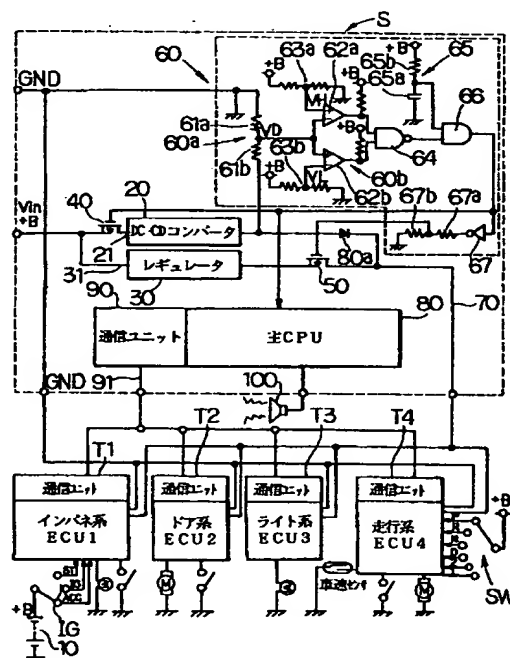 S
GND
60
63a
62a
+B
+B
+B
65
65b
65a
66
61a
VD
60a
61b
+B
64
63b
+B
60b
62b
67b
67a
67
Vin
+B
40
20
DC-CDコンバータ
21
80a
レギュレータ
31
30
50
90
80
70
通信ユニット
主CPU
GND
91
100
T1
T2
T3
T4
通信ユニット
通信ユニット
通信ユニット
通信ユニット
インパネ系
ECU1
ドア系
ECU2
ライト系
ECU3
走行系
ECU4
+B
SW
車速センサ
ST
IG
ACC
M
M
+B
IG
10